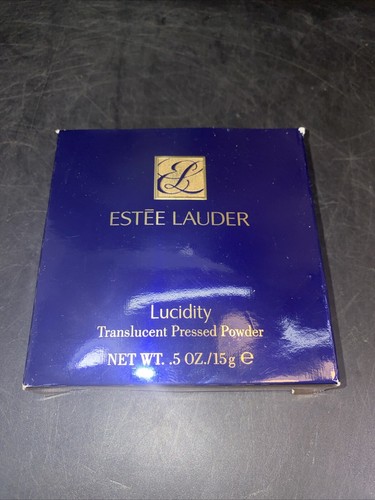 EL
ESTĒE LAUDER
Lucidity
Translucent Pressed Powder
NET WT. .5 OZ./15g ℮